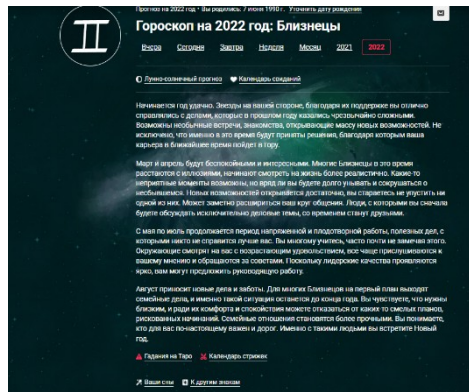 Прогноз на 2022 год • Вы родились: 7 июня 1990 г. Уточнить дату рождения
Гороскоп на 2022 год: Близнецы
Вчера Сегодня Завтра Неделя Месяц 2021 2022
Лунно-солнечный прогноз Календарь свиданий
Начинается год удачно. Звезды на вашей стороне, благодаря их поддержке вы отлично
справлялись с делами, которые в прошлом году казались чрезвычайно сложными.
Возможны необычные встречи, знакомства, открывающие массу новых возможностей. Не
исключено, что именно в это время будут приняты решения, благодаря которым ваша
карьера в ближайшее время пойдет в гору.
Март и апрель будут беспокойными и интересными. Многие Близнецы в это время
расстаются с иллюзиями, начинают смотреть на жизнь более реалистично. Какие-то
неприятные моменты возможны, но вряд ли вы будете долго унывать и сокрушаться о
несбывшемся. Новых возможностей открывается достаточно, вы стараетесь не упустить ни
одной из них. Может заметно расшириться ваш круг общения. Люди, с которыми вы сначала
будете обсуждать исключительно деловые темы, со временем станут друзьями.
С мая по июль продолжается период напряженной и плодотворной работы, полезных дел, с
которыми никто не справится лучше вас. Вы многому учитесь, часто почти не замечая этого.
Окружающие смотрят на вас с возрастающим удовольствием, все чаще прислушиваются к
вашему мнению и обращаются за советами. Поскольку лидерские качества проявляются
ярко, вам могут предложить руководящую работу.
Август приносит новые дела и заботы. Для многих Близнецов на первый план выходят
семейные дела, и именно такой ситуация останется до конца года. Вы чувствуете, что нужны
близким, и ради их комфорта и спокойствия можете отказаться от каких то смелых планов,
рискованных начинаний. Семейные отношения становятся более прочными. Вы понимаете,
кто для вас по-настоящему важен и дорог. Именно с такими людьми вы встретите Новый
год.
Гадания на Таро Календарь стрижек
Ваши сны К другим знакам